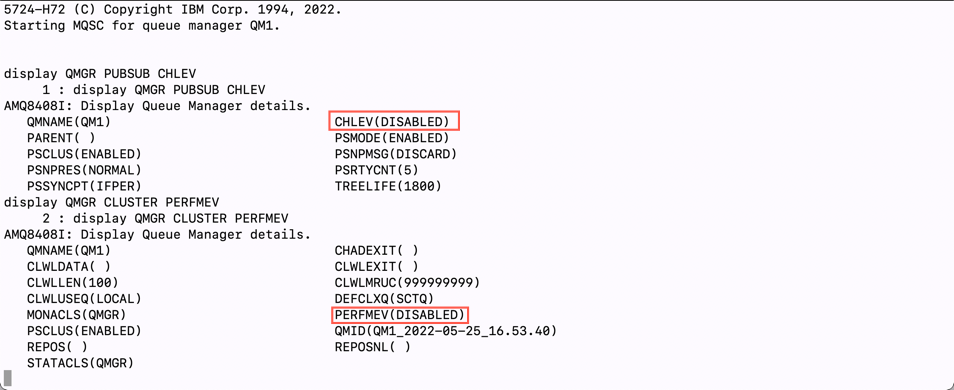 5724-H72 (C) Copyright IBM Corp. 1994, 2022.
Starting MQSC for queue manager QM1.
display QMGR PUBSUB CHLEV
1 : display QMGR PUBSUB CHLEV
AMQ8408I: Display Queue Manager details.
QMNAME(QM1) CHLEV(DISABLED)
PARENT( ) PSMODE(ENABLED)
PSCLUS(ENABLED) PSNPMSG(DISCARD)
PSNPRES(NORMAL) PSRTYCNT(5)
PSSYNCPT(IFPER) TREELIFE(1800)
display QMGR CLUSTER PERFMEV
2 : display QMGR CLUSTER PERFMEV
AMQ8408I: Display Queue Manager details.
QMNAME(QM1) CHADEXIT( )
CLWLDATA( ) CLWLEXIT( )
CLWLLEN(100) CLWLMRUC(999999999)
CLWLUSEQ(LOCAL) DEFCLXQ(SCTQ)
MONACLS(QMGR) PERFMEV(DISABLED)
PSCLUS(ENABLED) QMID(QM1_2022-05-25_16.53.40)
REPOS( ) REPOSNL( )
STATACLS(QMGR)